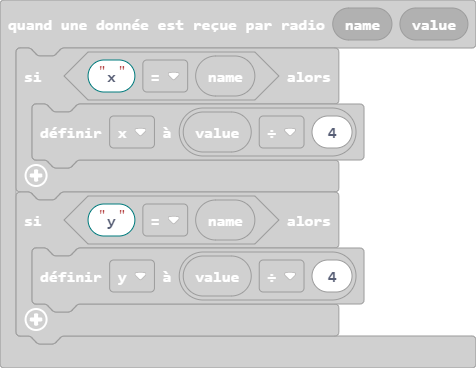 quand une donnée est reçue par radio name value
si "x" = name alors
définir x à value ÷ 4
si "y" = name alors
définir y à value ÷ 4